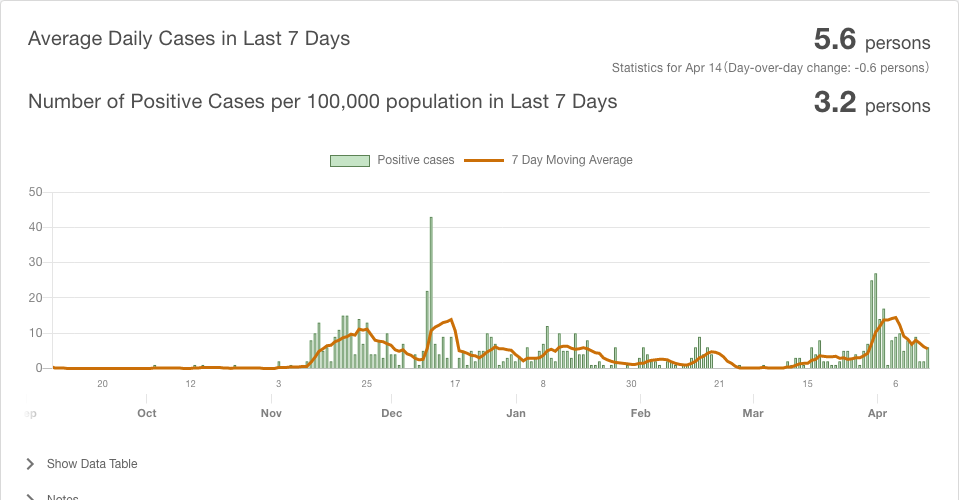 Average Daily Cases in Last 7 Days
5.6 persons
Statistics for Apr 14(Day-over-day change: -0.6 persons)
Number of Positive Cases per 100,000 population in Last 7 Days
3.2 persons
Positive cases 7 Day Moving Average
50
40
30
20
10
0
20 12 3 25 17 8 30 21 15 6
ep Oct Nov Dec Jan Feb Mar Apr
Show Data Table
Notes